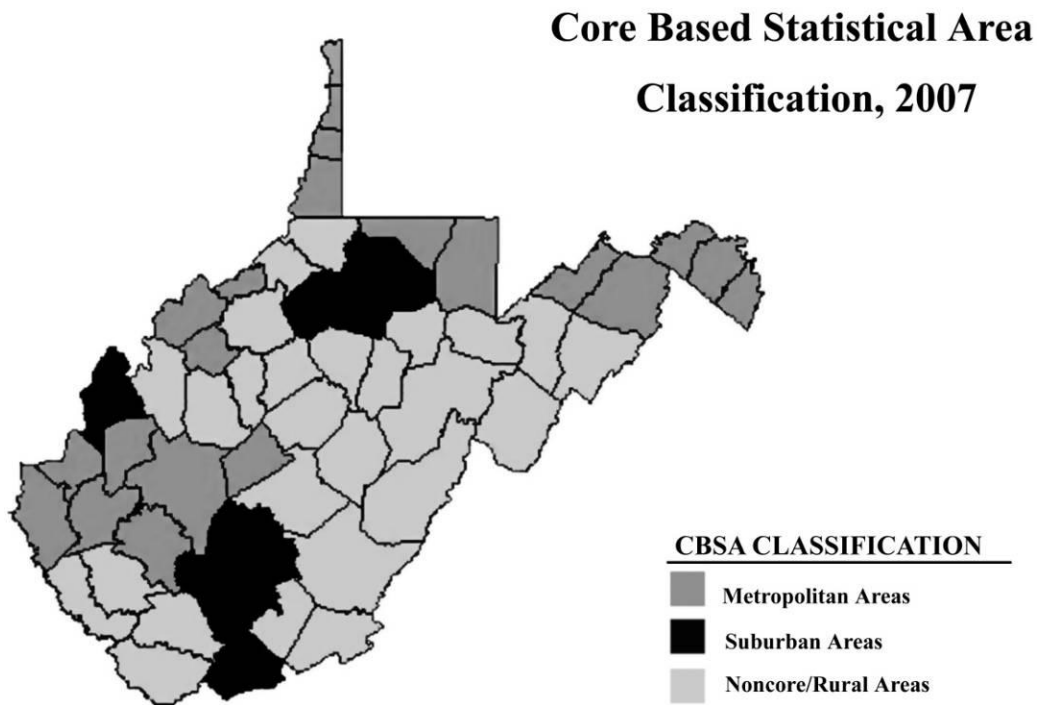 Core Based Statistical Area
Classification, 2007
CBSA CLASSIFICATION
Metropolitan Areas
Suburban Areas
Noncore/Rural Areas